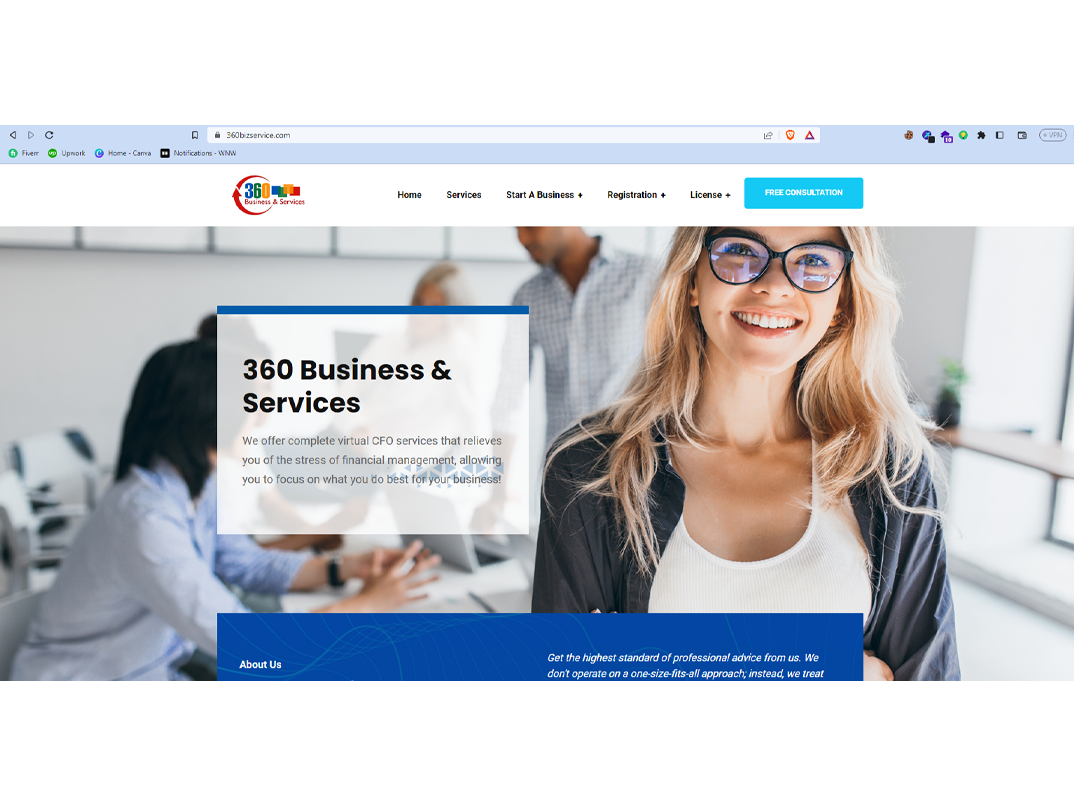 360bizservice.com
VPN
Fiverr
Upwork
Home - Canva
Notifications - WNW
360
Business & Services
Home
Services
Start A Business +
Registration +
License +
FREE CONSULTATION
360 Business &
Services
We offer complete virtual CFO services that relieves
you of the stress of financial management, allowing
you to focus on what you do best for your business!
About Us
Get the highest standard of professional advice from us. We
don't operate on a one-size-fits-all approach; instead, we treat